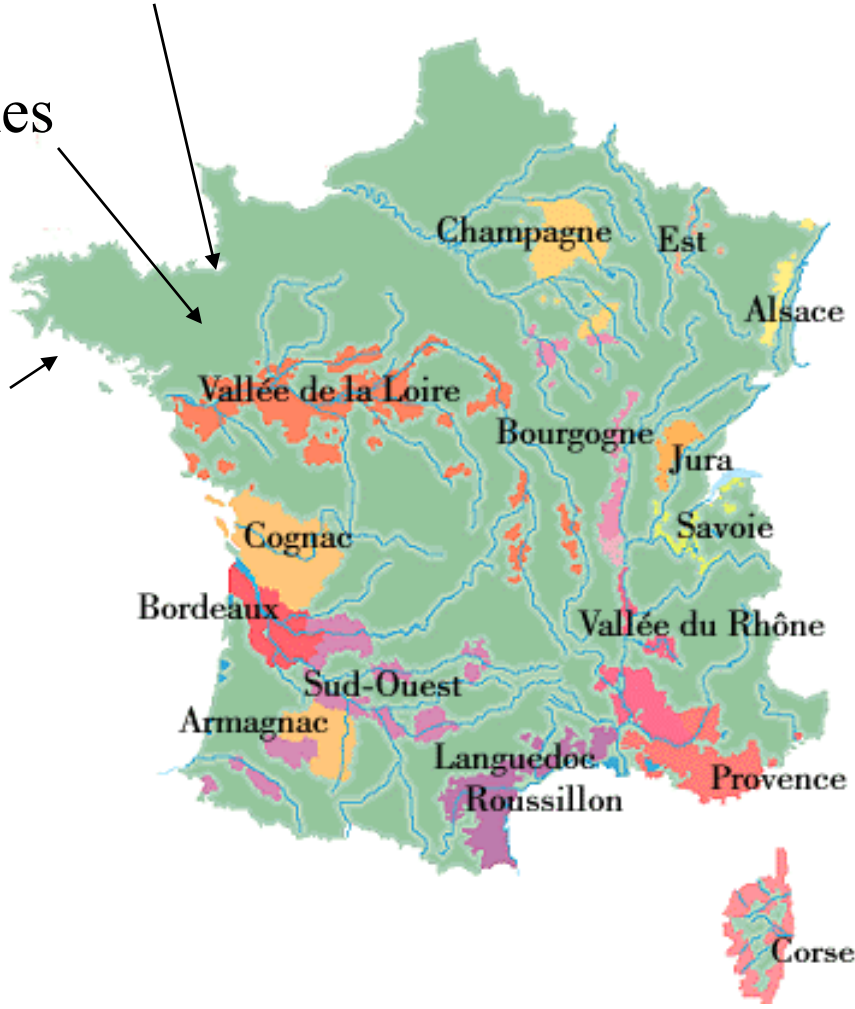 es
Champagne
Est
Alsace
Vallée de la Loire
Bourgogne
Jura
Cognac
Savoie
Bordeaux
Vallée du Rhône
Sud-Ouest
Armagnac
Languedoc
Roussillon
Provence
Corse